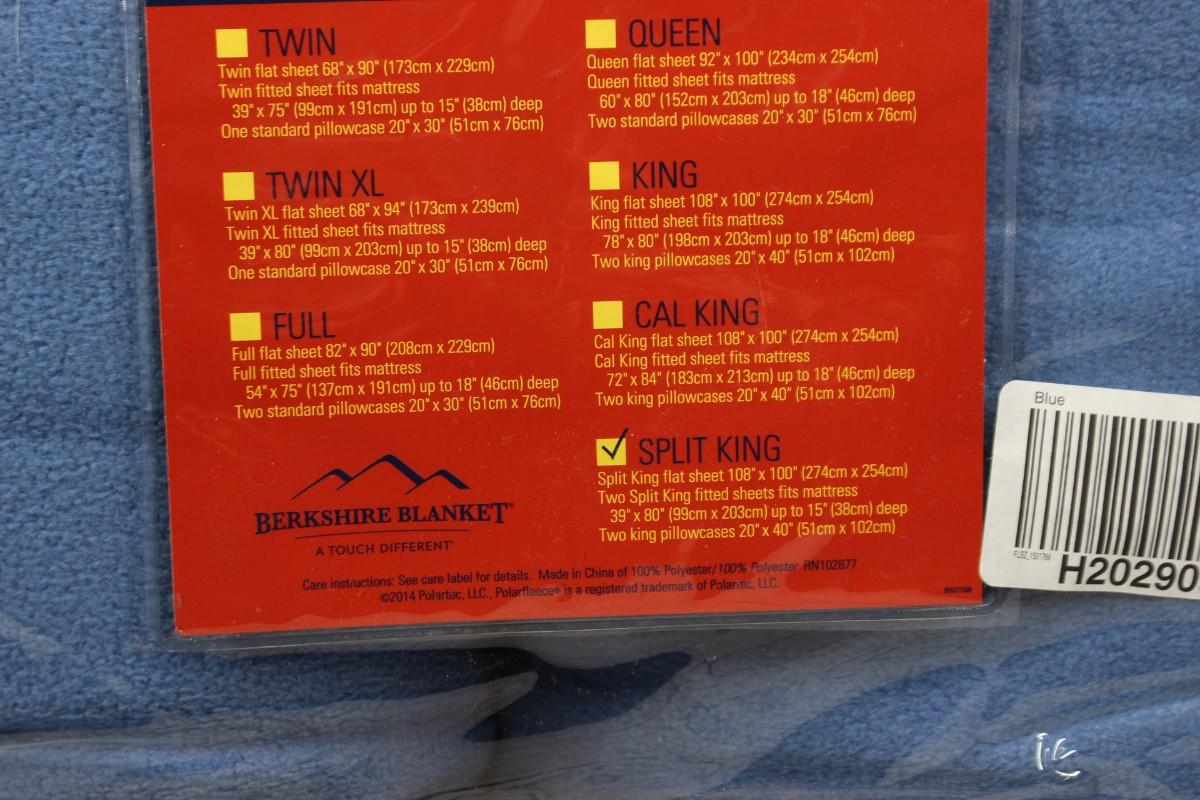 TWIN
Twin flat sheet 68" x 90" (173cm x 229cm)
Twin fitted sheet fits mattress
39" x 75" (99cm x 191cm) up to 15" (38cm) deep
One standard pillowcase 20" x 30" (51cm x 76cm)
TWIN XL
Twin XL flat sheet 68" x 94" (173cm x 239cm)
Twin XL fitted sheet fits mattress
39" x 80" (99cm x 203cm) up to 15" (38cm) deep
One standard pillowcase 20" x 30" (51cm x 76cm)
FULL
Full flat sheet 82" x 90" (208cm x 229cm)
Full fitted sheet fits mattress
54" x 75" (137cm x 191cm) up to 18" (46cm) deep
Two standard pillowcases 20" x 30" (51cm x 76cm)
QUEEN
Queen flat sheet 92" x 100" (234cm x 254cm)
Queen fitted sheet fits mattress
60" x 80" (152cm x 203cm) up to 18" (46cm) deep
Two standard pillowcases 20" x 30" (51cm x 76cm)
KING
King flat sheet 108" x 100" (274cm x 254cm)
King fitted sheet fits mattress
78" x 80" (198cm x 203cm) up to 18" (46cm) deep
Two king pillowcases 20" x 40" (51cm x 102cm)
CAL KING
Cal King flat sheet 108" x 100" (274cm x 254cm)
Cal King fitted sheet fits mattress
72" x 84" (183cm x 213cm) up to 18" (46cm) deep
Two king pillowcases 20" x 40" (51cm x 102cm)
SPLIT KING
Split King flat sheet 108" x 100" (274cm x 254cm)
Two Split King fitted sheets fits mattress
39" x 80" (99cm x 203cm) up to 15" (38cm) deep
Two king pillowcases 20" x 40" (51cm x 102cm)
BERKSHIRE BLANKET®
A TOUCH DIFFERENT
Care instructions: See care label for details. Made in China of 100% Polyester/100% Polyester RN102877
©2014 Polartec, LLC., Polarfleece® is a registered trademark of Polartec, LLC.
Blue
H20290